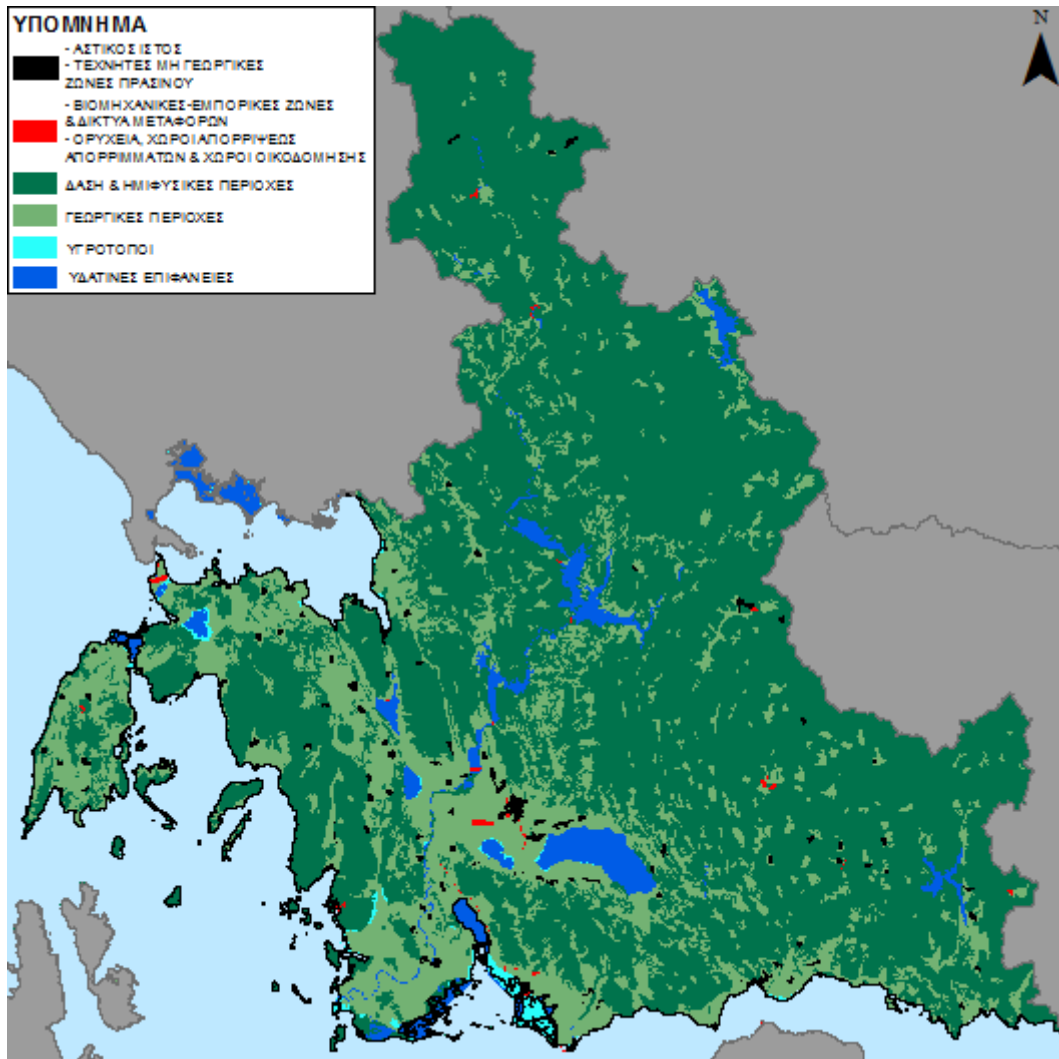 ΥΠΟΜΝΗΜΑ
- ΑΣΤΙΚΟΣ ΙΣΤΟΣ
- ΤΕΧΝΗΤΕΣ ΜΗ ΓΕΩΡΓΙΚΕΣ
ΖΩΝΕΣ ΠΡΑΣΙΝΟΥ
- ΒΙΟΜΗΧΑΝΙΚΕΣ-ΕΜΠΟΡΙΚΕΣ ΖΩΝΕΣ
& ΔΙΚΤΥΑ ΜΕΤΑΦΟΡΩΝ
- ΟΡΥΧΕΙΑ, ΧΩΡΟΙ ΑΠΟΡΡΙΨΕΩΣ
ΑΠΟΡΡΙΜΜΑΤΩΝ & ΧΩΡΟΙ ΟΙΚΟΔΟΜΗΣΗΣ
ΔΑΣΗ & ΗΜΙΦΥΣΙΚΕΣ ΠΕΡΙΟΧΕΣ
ΓΕΩΡΓΙΚΕΣ ΠΕΡΙΟΧΕΣ
ΥΓΡΟΤΟΠΟΙ
ΥΔΑΤΙΝΕΣ ΕΠΙΦΑΝΕΙΕΣ
N